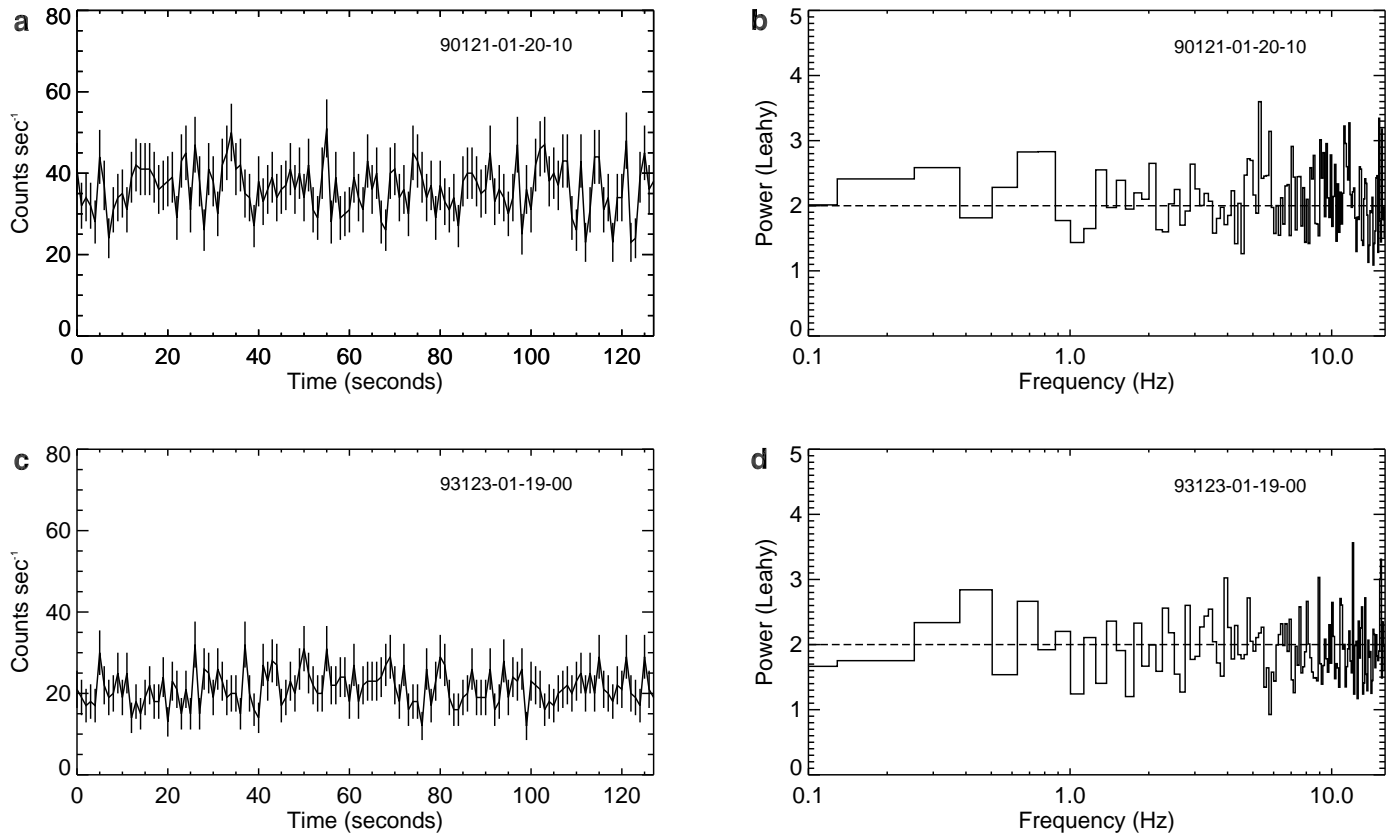 a
90121-01-20-10
Counts sec-1
80
60
40
20
0
0 20 40 60 80 100 120
Time (seconds)
b
90121-01-20-10
Power (Leahy)
5
4
3
2
1
0
0.1 1.0 10.0
Frequency (Hz)
c
93123-01-19-00
Counts sec-1
80
60
40
20
0
0 20 40 60 80 100 120
Time (seconds)
d
93123-01-19-00
Power (Leahy)
5
4
3
2
1
0
0.1 1.0 10.0
Frequency (Hz)